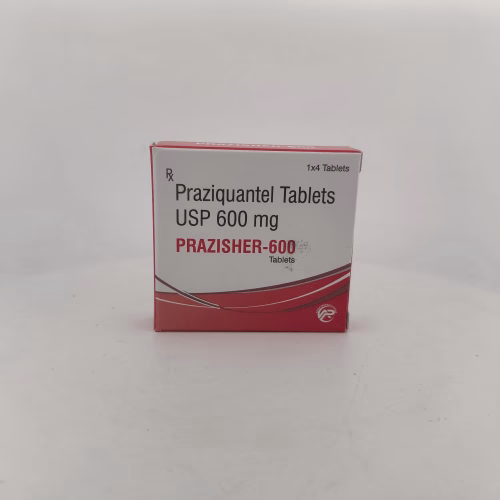 1x4 Tablets
Rx
Praziquantel Tablets
USP 600 mg
PRAZISHER-600
Tablets